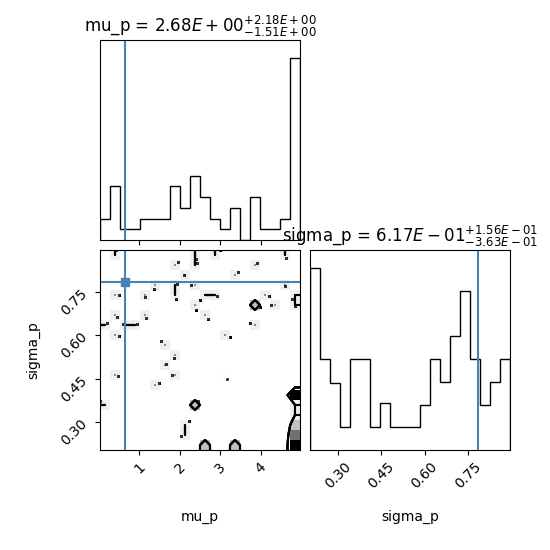 mu_p = 2.68E + 00+2.18E+00−1.51E+00
sigma_p = 6.17E − 01+1.56E−01−3.63E−01
sigma_p
0.75
0.60
0.45
0.30
1 2 3 4
0.30 0.45 0.60 0.75
mu_p
sigma_p